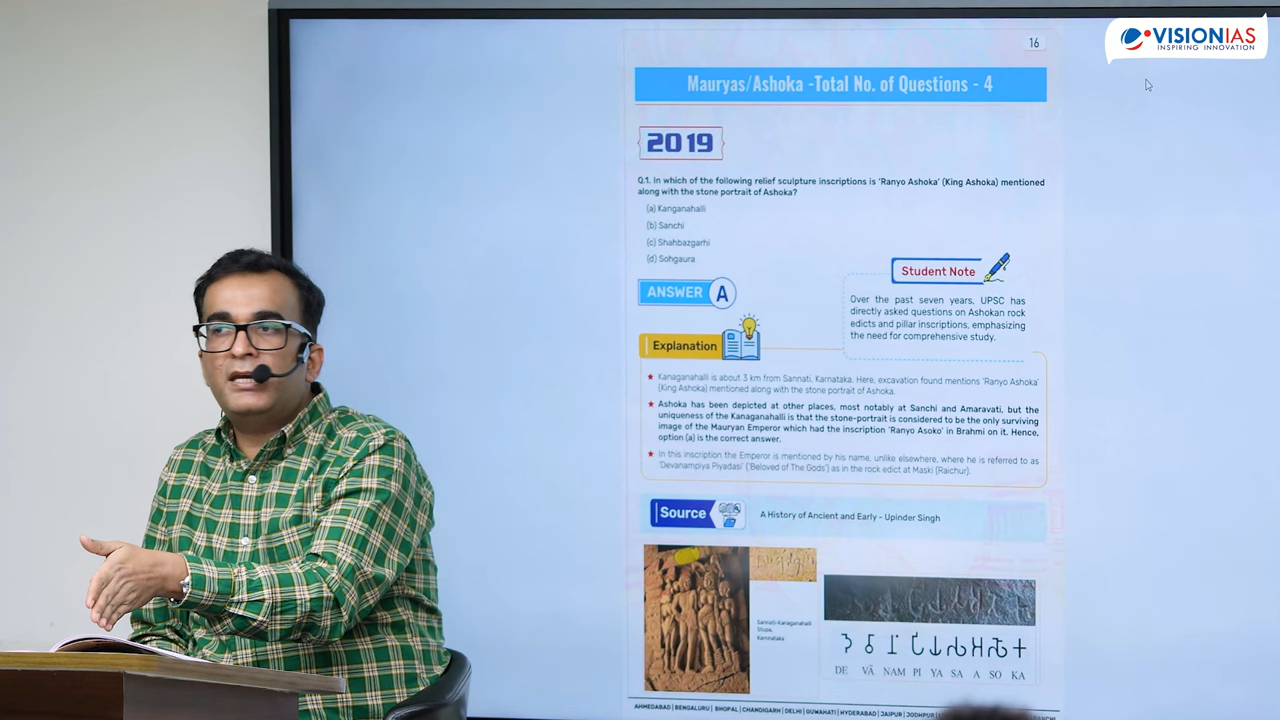 VISIONIAS
INSPIRING INNOVATION
16
Mauryas/Ashoka -Total No. of Questions - 4
2019
Q.1. In which of the following relief sculpture inscriptions is 'Ranyo Ashoka' (King Ashoka) mentioned
along with the stone portrait of Ashoka?
(a) Kanganahalli
(b) Sanchi
(c) Shahbazgarhi
(d) Sohgaura
ANSWER A
Student Note
Over the past seven years, UPSC has
directly asked questions on Ashokan rock
edicts and pillar inscriptions, emphasizing
the need for comprehensive study.
Explanation
★ Kanaganahalli is about 3 km from Sannati, Karnataka. Here, excavation found mentions 'Ranyo Ashoka'
(King Ashoka) mentioned along with the stone portrait of Ashoka.
★ Ashoka has been depicted at other places, most notably at Sanchi and Amaravati, but the
uniqueness of the Kanaganahalli is that the stone-portrait is considered to be the only surviving
image of the Mauryan Emperor which had the inscription 'Ranyo Asoko' in Brahmi on it. Hence,
option (a) is the correct answer.
★ In this inscription the Emperor is mentioned by his name, unlike elsewhere, where he is referred to as
'Devanampiya Piyadasi' ('Beloved of The Gods') as in the rock edict at Maski (Raichur).
Source
A History of Ancient and Early - Upinder Singh
Sannati-Kanaganahalli
Stupa,
Karnataka
DE VĀ NAM PI YA SA A SO KA
AHMEDABAD | BENGALURU | BHOPAL | CHANDIGARH | DELHI | GUWAHATI | HYDERABAD | JAIPUR | JODHPUR